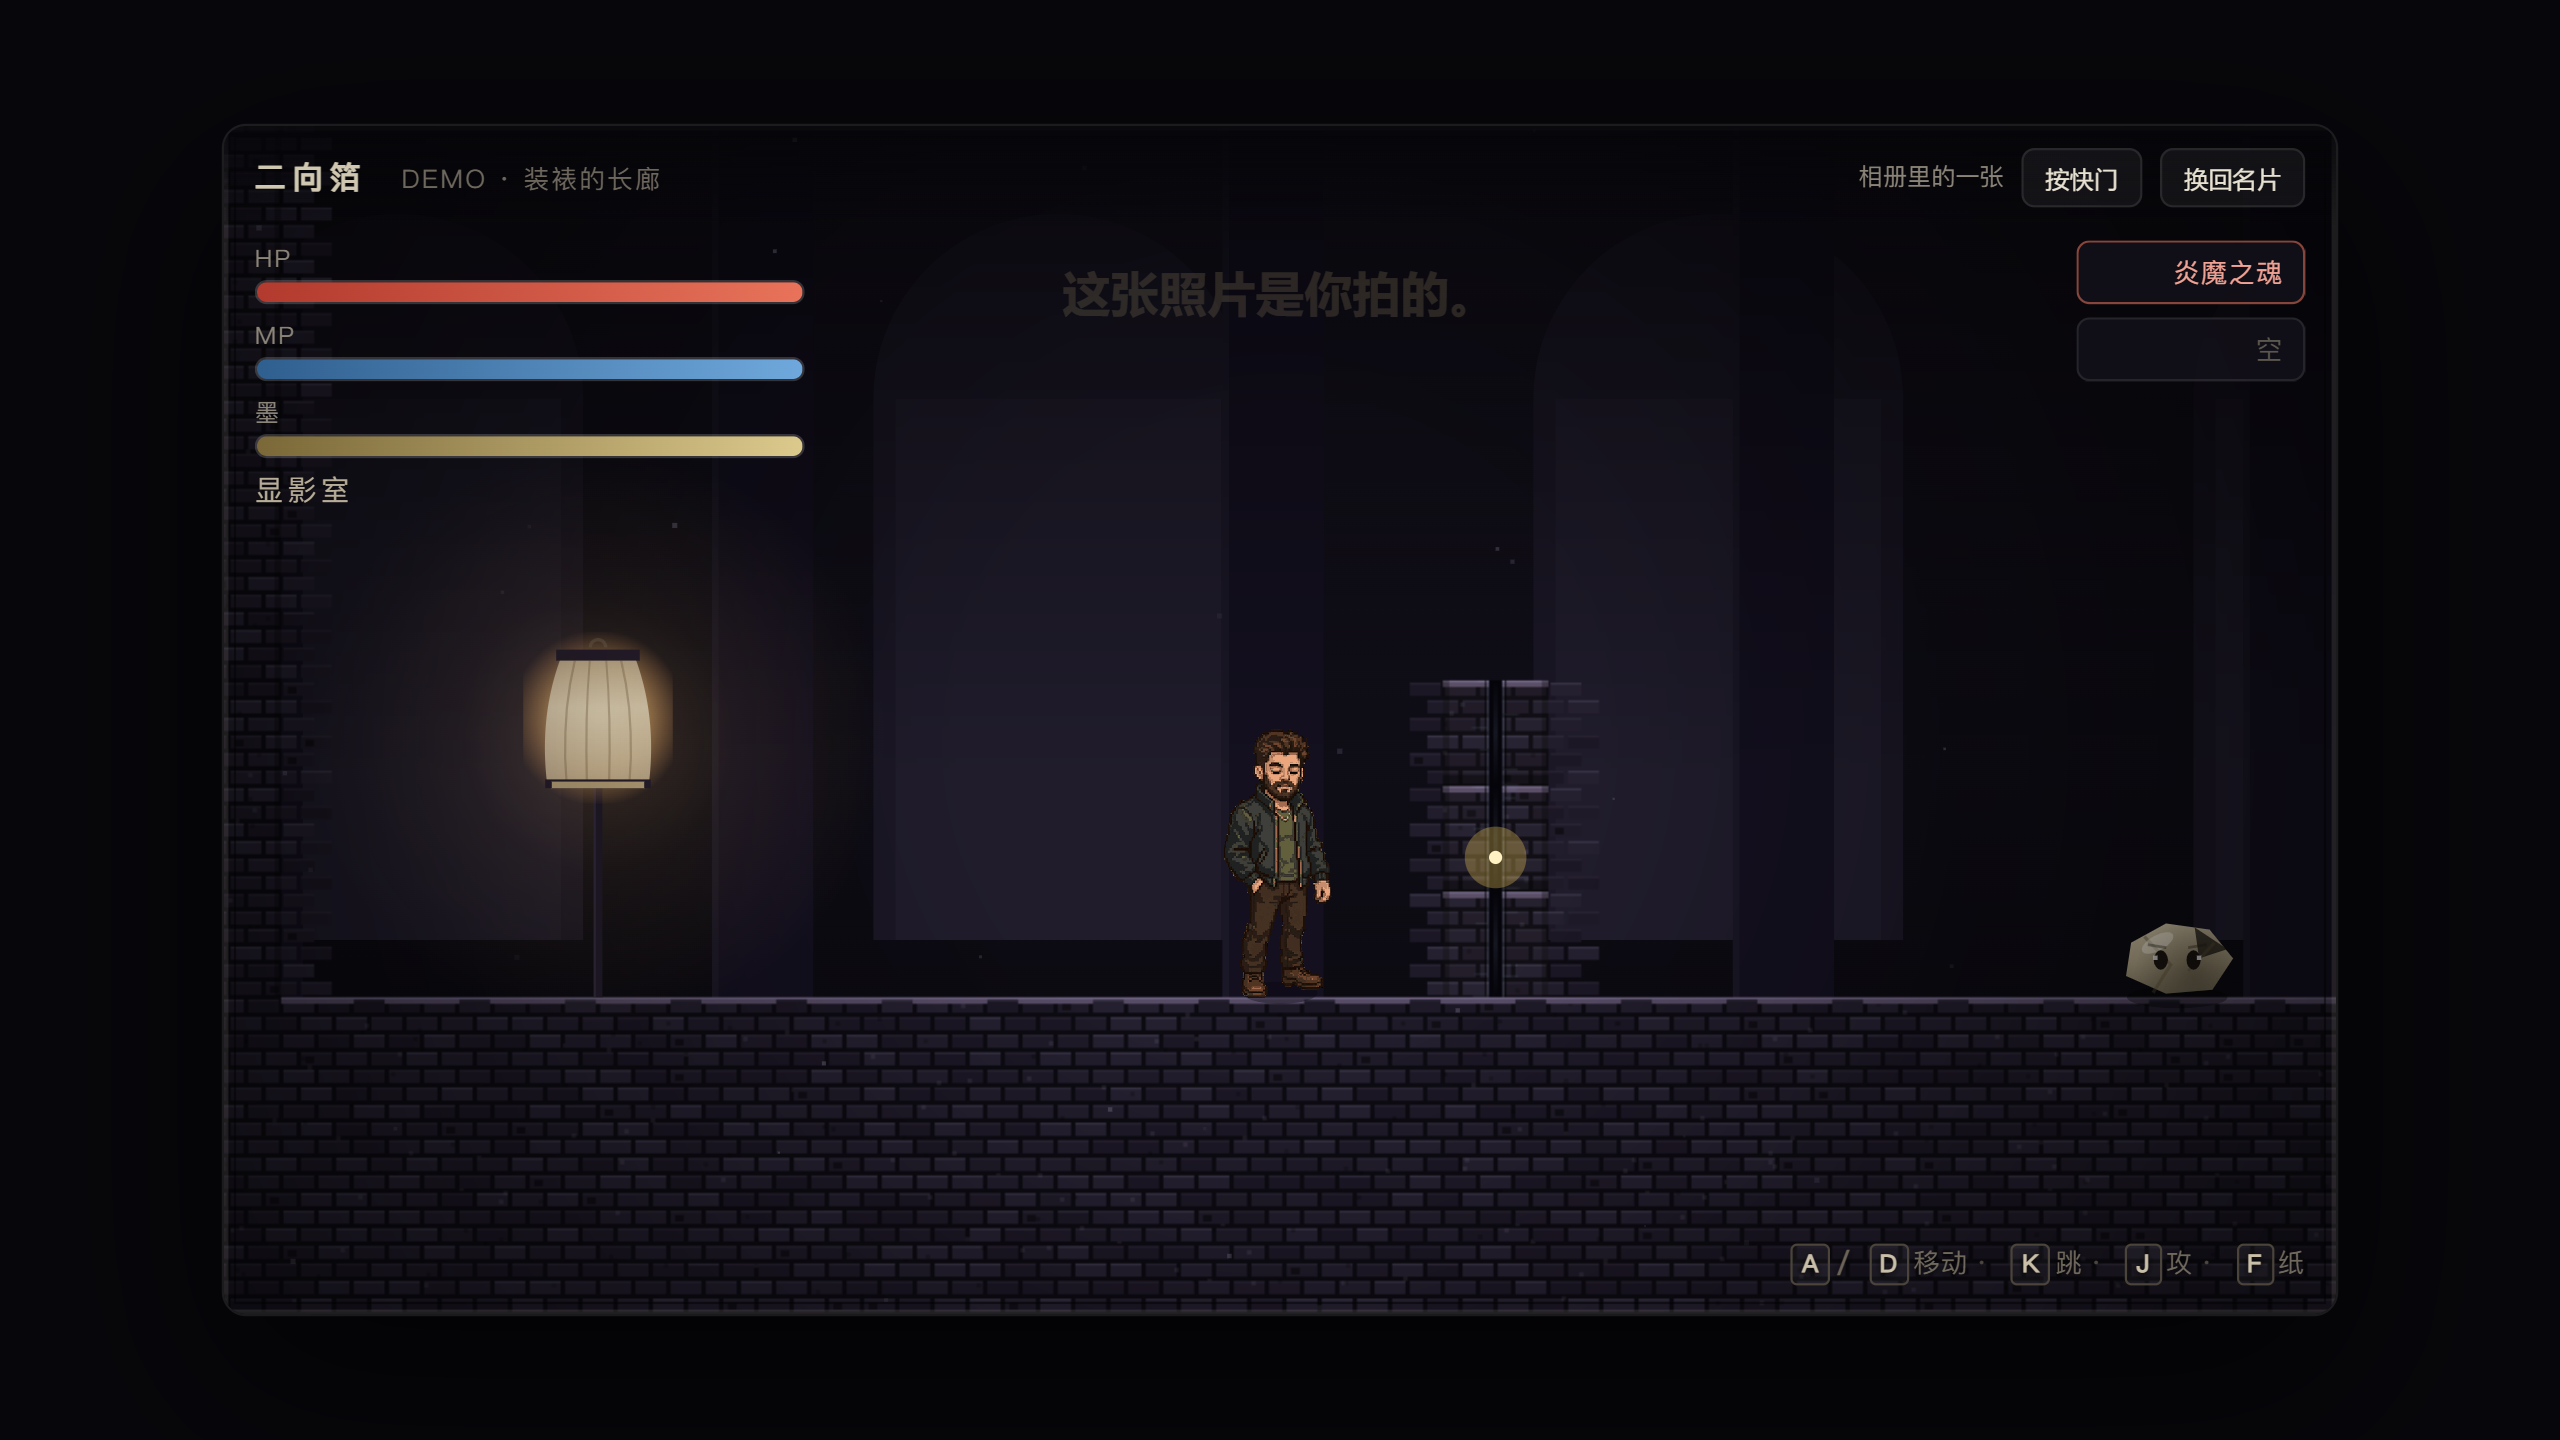 二向箔 DEMO · 装裱的长廊
相册里的一张 按快门 换回名片
HP
MP
墨
显影室
这张照片是你拍的。
炎魔之魂
空
A / D 移动 · K 跳 · J 攻 · F 纸